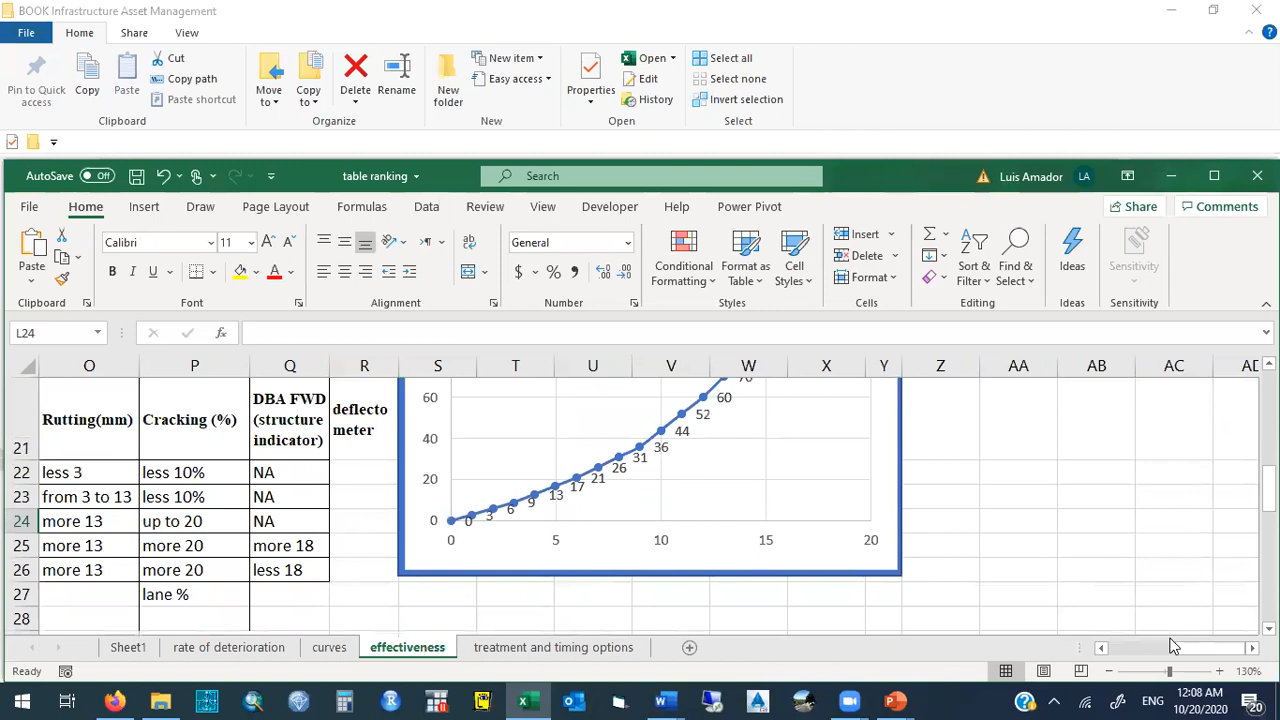 BOOK Infrastructure Asset Management
File Home Share View
Pin to Quick access
Copy
Paste
Cut
Copy path
Paste shortcut
Clipboard
Move to
Copy to
Delete
Rename
Organize
New folder
New item
Easy access
New
Properties
Open
Edit
History
Open
Select all
Select none
Invert selection
Select
AutoSave Off
table ranking
Search
Luis Amador LA
File Home Insert Draw Page Layout Formulas Data Review View Developer Help Power Pivot Share Comments
Paste
Clipboard
Calibri 11
B I U
Font
Alignment
General
$ % ,
Number
Conditional Formatting
Format as Table
Cell Styles
Styles
Insert
Delete
Format
Cells
Sort & Filter
Find & Select
Editing
Ideas
Ideas
Sensitivity
Sensitivity
L24 fx
O P Q R S T U V W X Y Z AA AB AC AD
21 Rutting(mm) Cracking (%) DBA FWD (structure indicator) deflecto meter
22 less 3 less 10% NA
23 from 3 to 13 less 10% NA
24 more 13 up to 20 NA
25 more 13 more 20 more 18
26 more 13 more 20 less 18
27 lane %
28
60
40
20
0
0 5 10 15 20
0 3 6 9 13 17 21 26 31 36 44 52 60 70
Sheet1 rate of deterioration curves effectiveness treatment and timing options
Ready
130%
ENG
12:08 AM
10/20/2020
20